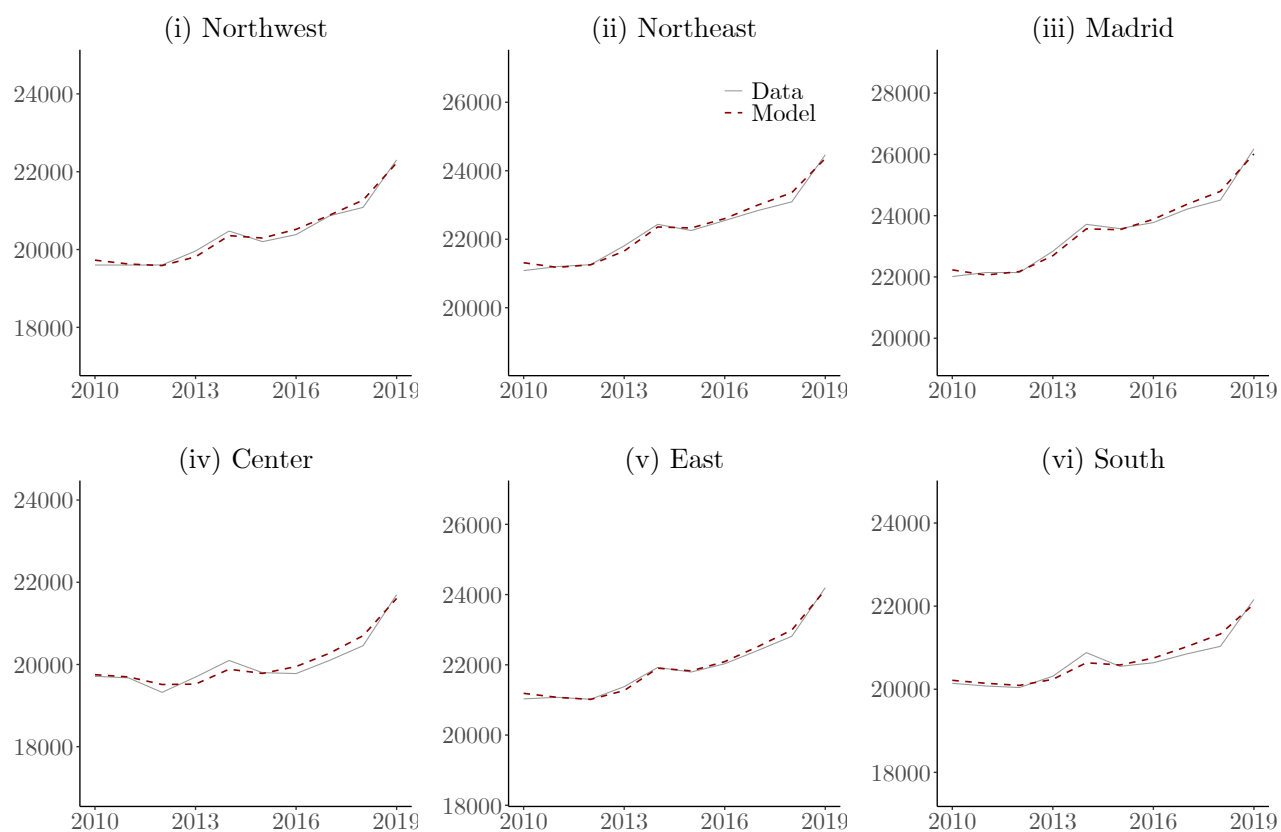 (i) Northwest
24000
22000
20000
18000
2010 2013 2016 2019
(ii) Northeast
Data
Model
26000
24000
22000
20000
2010 2013 2016 2019
(iii) Madrid
28000
26000
24000
22000
20000
2010 2013 2016 2019
(iv) Center
24000
22000
20000
18000
2010 2013 2016 2019
(v) East
26000
24000
22000
20000
18000
2010 2013 2016 2019
(vi) South
24000
22000
20000
18000
2010 2013 2016 2019